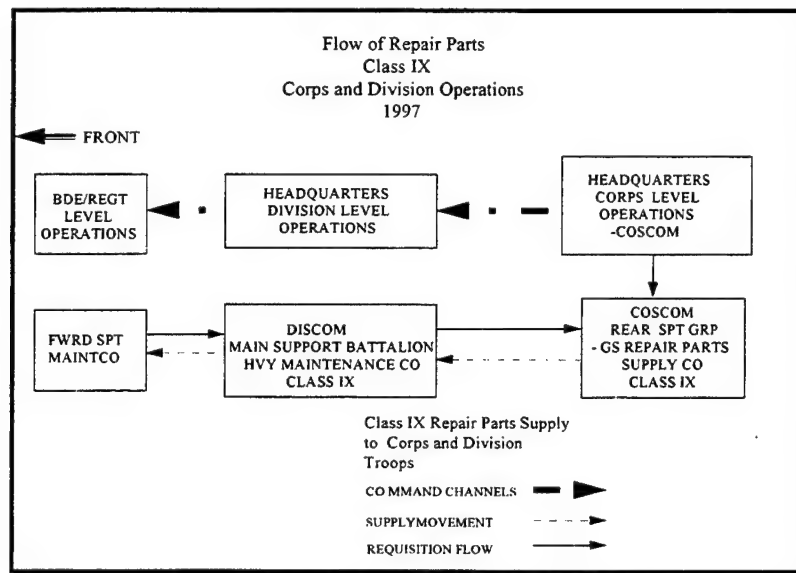 Flow of Repair Parts
Class IX
Corps and Division Operations
1997
FRONT
BDE/REGT
LEVEL
OPERATIONS
HEADQUARTERS
DIVISION LEVEL
OPERATIONS
HEADQUARTERS
CORPS LEVEL
OPERATIONS
-COSCOM
FWRD SPT
MAINTCO
DISCOM
MAIN SUPPORT BATTALION
HVY MAINTENANCE CO
CLASS IX
COSCOM
REAR SPT GRP
- GS REPAIR PARTS
SUPPLY CO
CLASS IX
Class IX Repair Parts Supply
to Corps and Division
Troops
COMMAND CHANNELS
SUPPLYMOVEMENT
REQUISITION FLOW